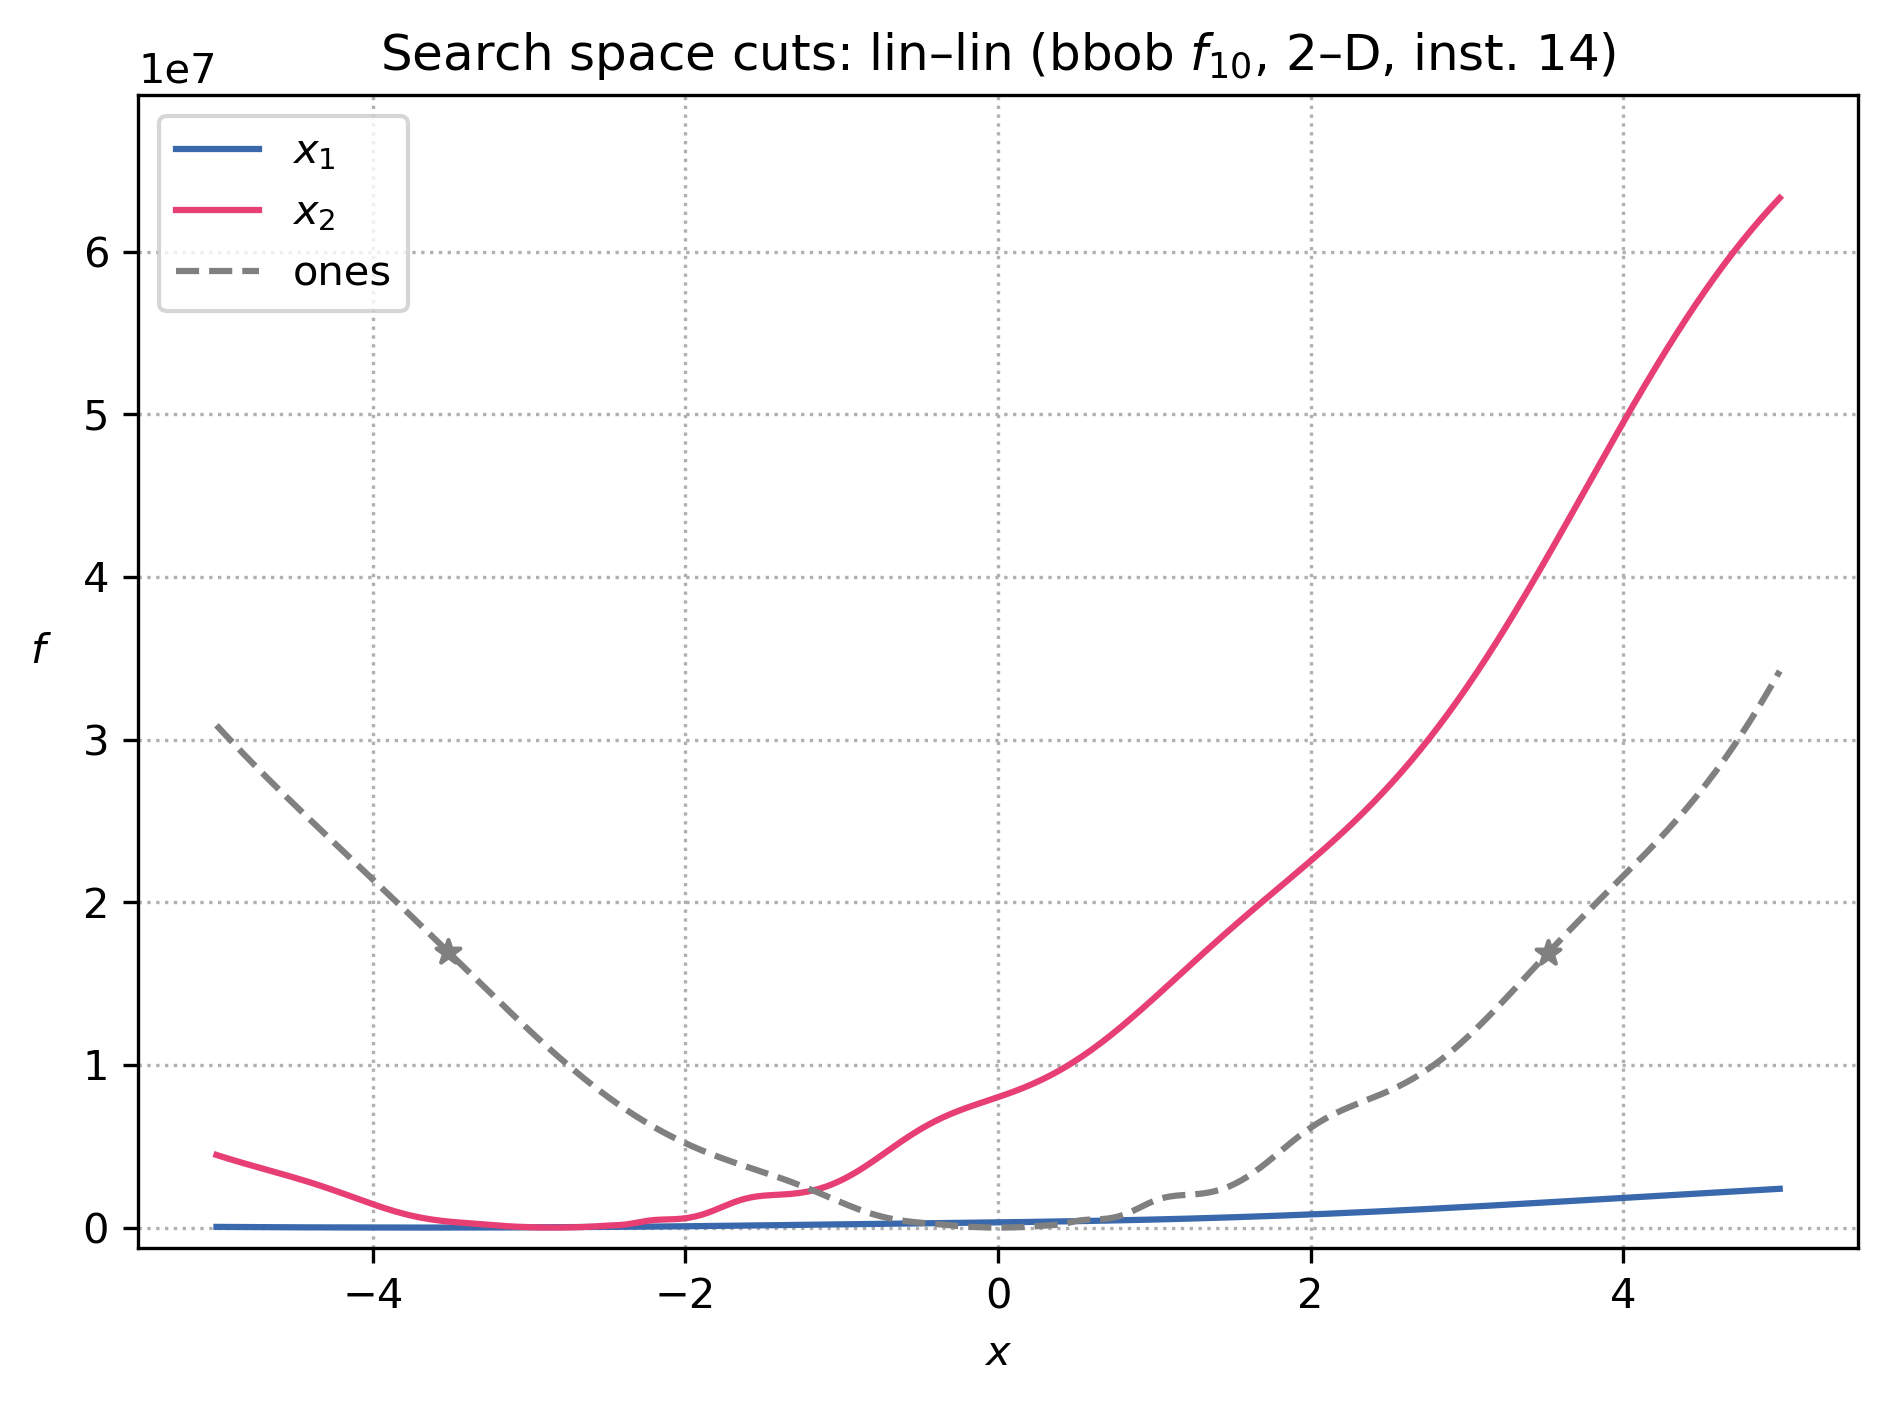 Search space cuts: lin–lin (bbob f₁₀, 2–D, inst. 14)
1e7
x₁
x₂
ones
6
5
4
3
2
1
0
f
−4 −2 0 2 4
x